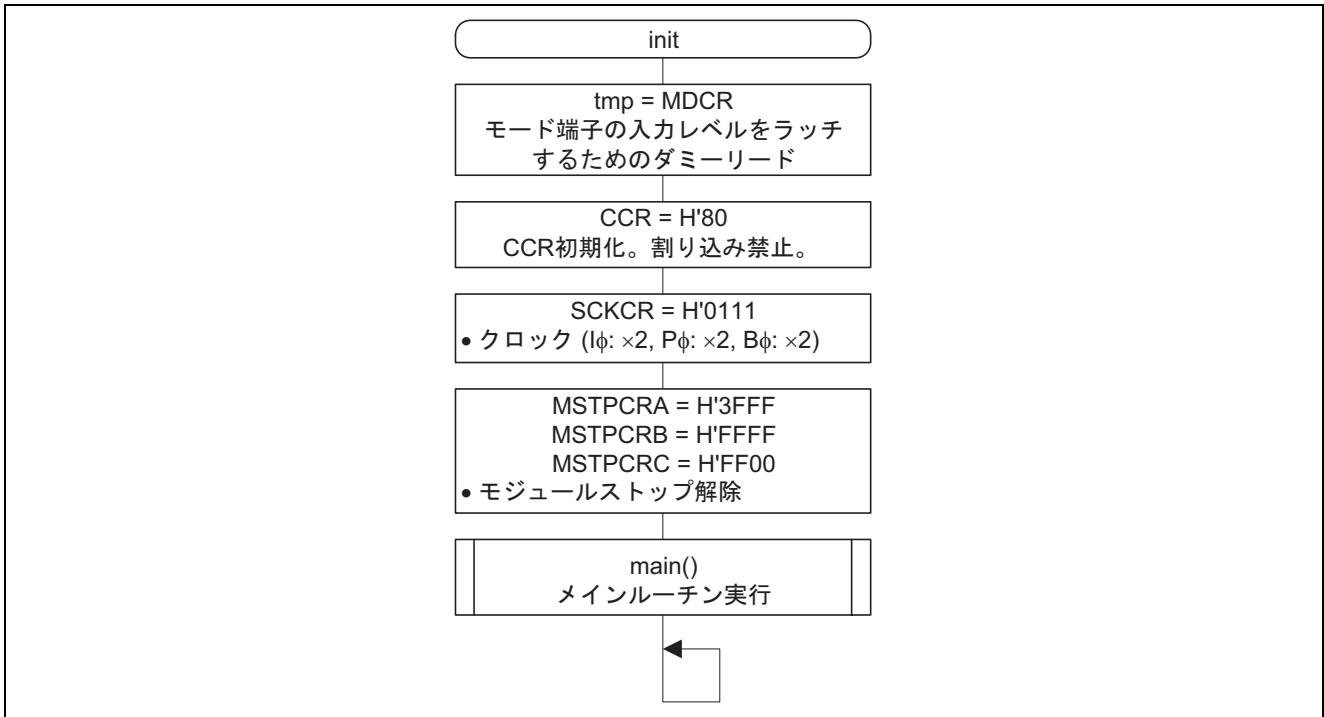 init
tmp = MDCR
モード端子の入力レベルをラッチ
するためのダミーリード
CCR = H'80
CCR初期化。割り込み禁止。
SCKCR = H'0111
• クロック (Iϕ: ×2, Pϕ: ×2, Bϕ: ×2)
MSTPCRA = H'3FFF
MSTPCRB = H'FFFF
MSTPCRC = H'FF00
• モジュールストップ解除
main()
メインルーチン実行